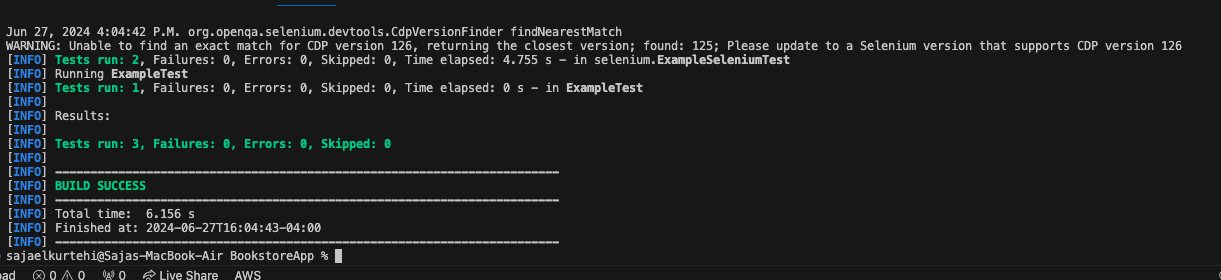 Jun 27, 2024 4:04:42 P.M. org.openqa.selenium.devtools.CdpVersionFinder findNearestMatch
WARNING: Unable to find an exact match for CDP version 126, returning the closest version; found: 125; Please update to a Selenium version that supports CDP version 126
[INFO] Tests run: 2, Failures: 0, Errors: 0, Skipped: 0, Time elapsed: 4.755 s - in selenium.ExampleSeleniumTest
[INFO] Running ExampleTest
[INFO] Tests run: 1, Failures: 0, Errors: 0, Skipped: 0, Time elapsed: 0 s - in ExampleTest
[INFO]
[INFO] Results:
[INFO]
[INFO] Tests run: 3, Failures: 0, Errors: 0, Skipped: 0
[INFO]
[INFO] ------------------------------------------------------------------------
[INFO] BUILD SUCCESS
[INFO] ------------------------------------------------------------------------
[INFO] Total time:  6.156 s
[INFO] Finished at: 2024-06-27T16:04:43-04:00
[INFO] ------------------------------------------------------------------------
sajaelkurtehi@Sajas-MacBook-Air BookstoreApp %
oad 0 0 0 Live Share AWS